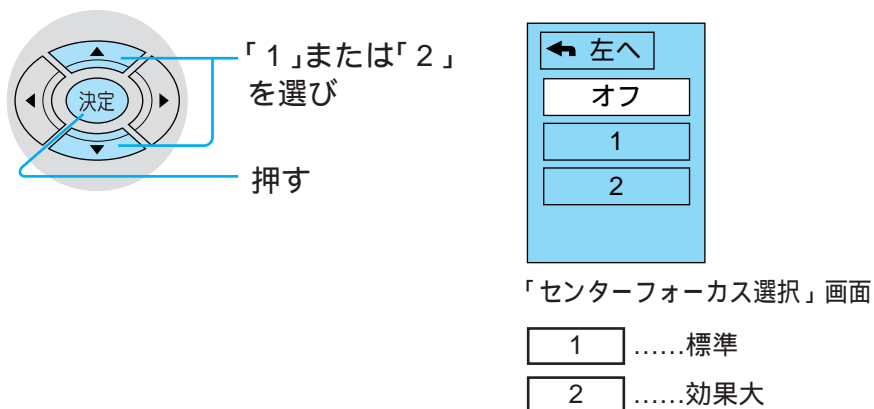 決定
「1」または「2」
を選び
押す
左へ
オフ
1
2
「センターフォーカス選択」画面
1 ……標準
2 ……効果大